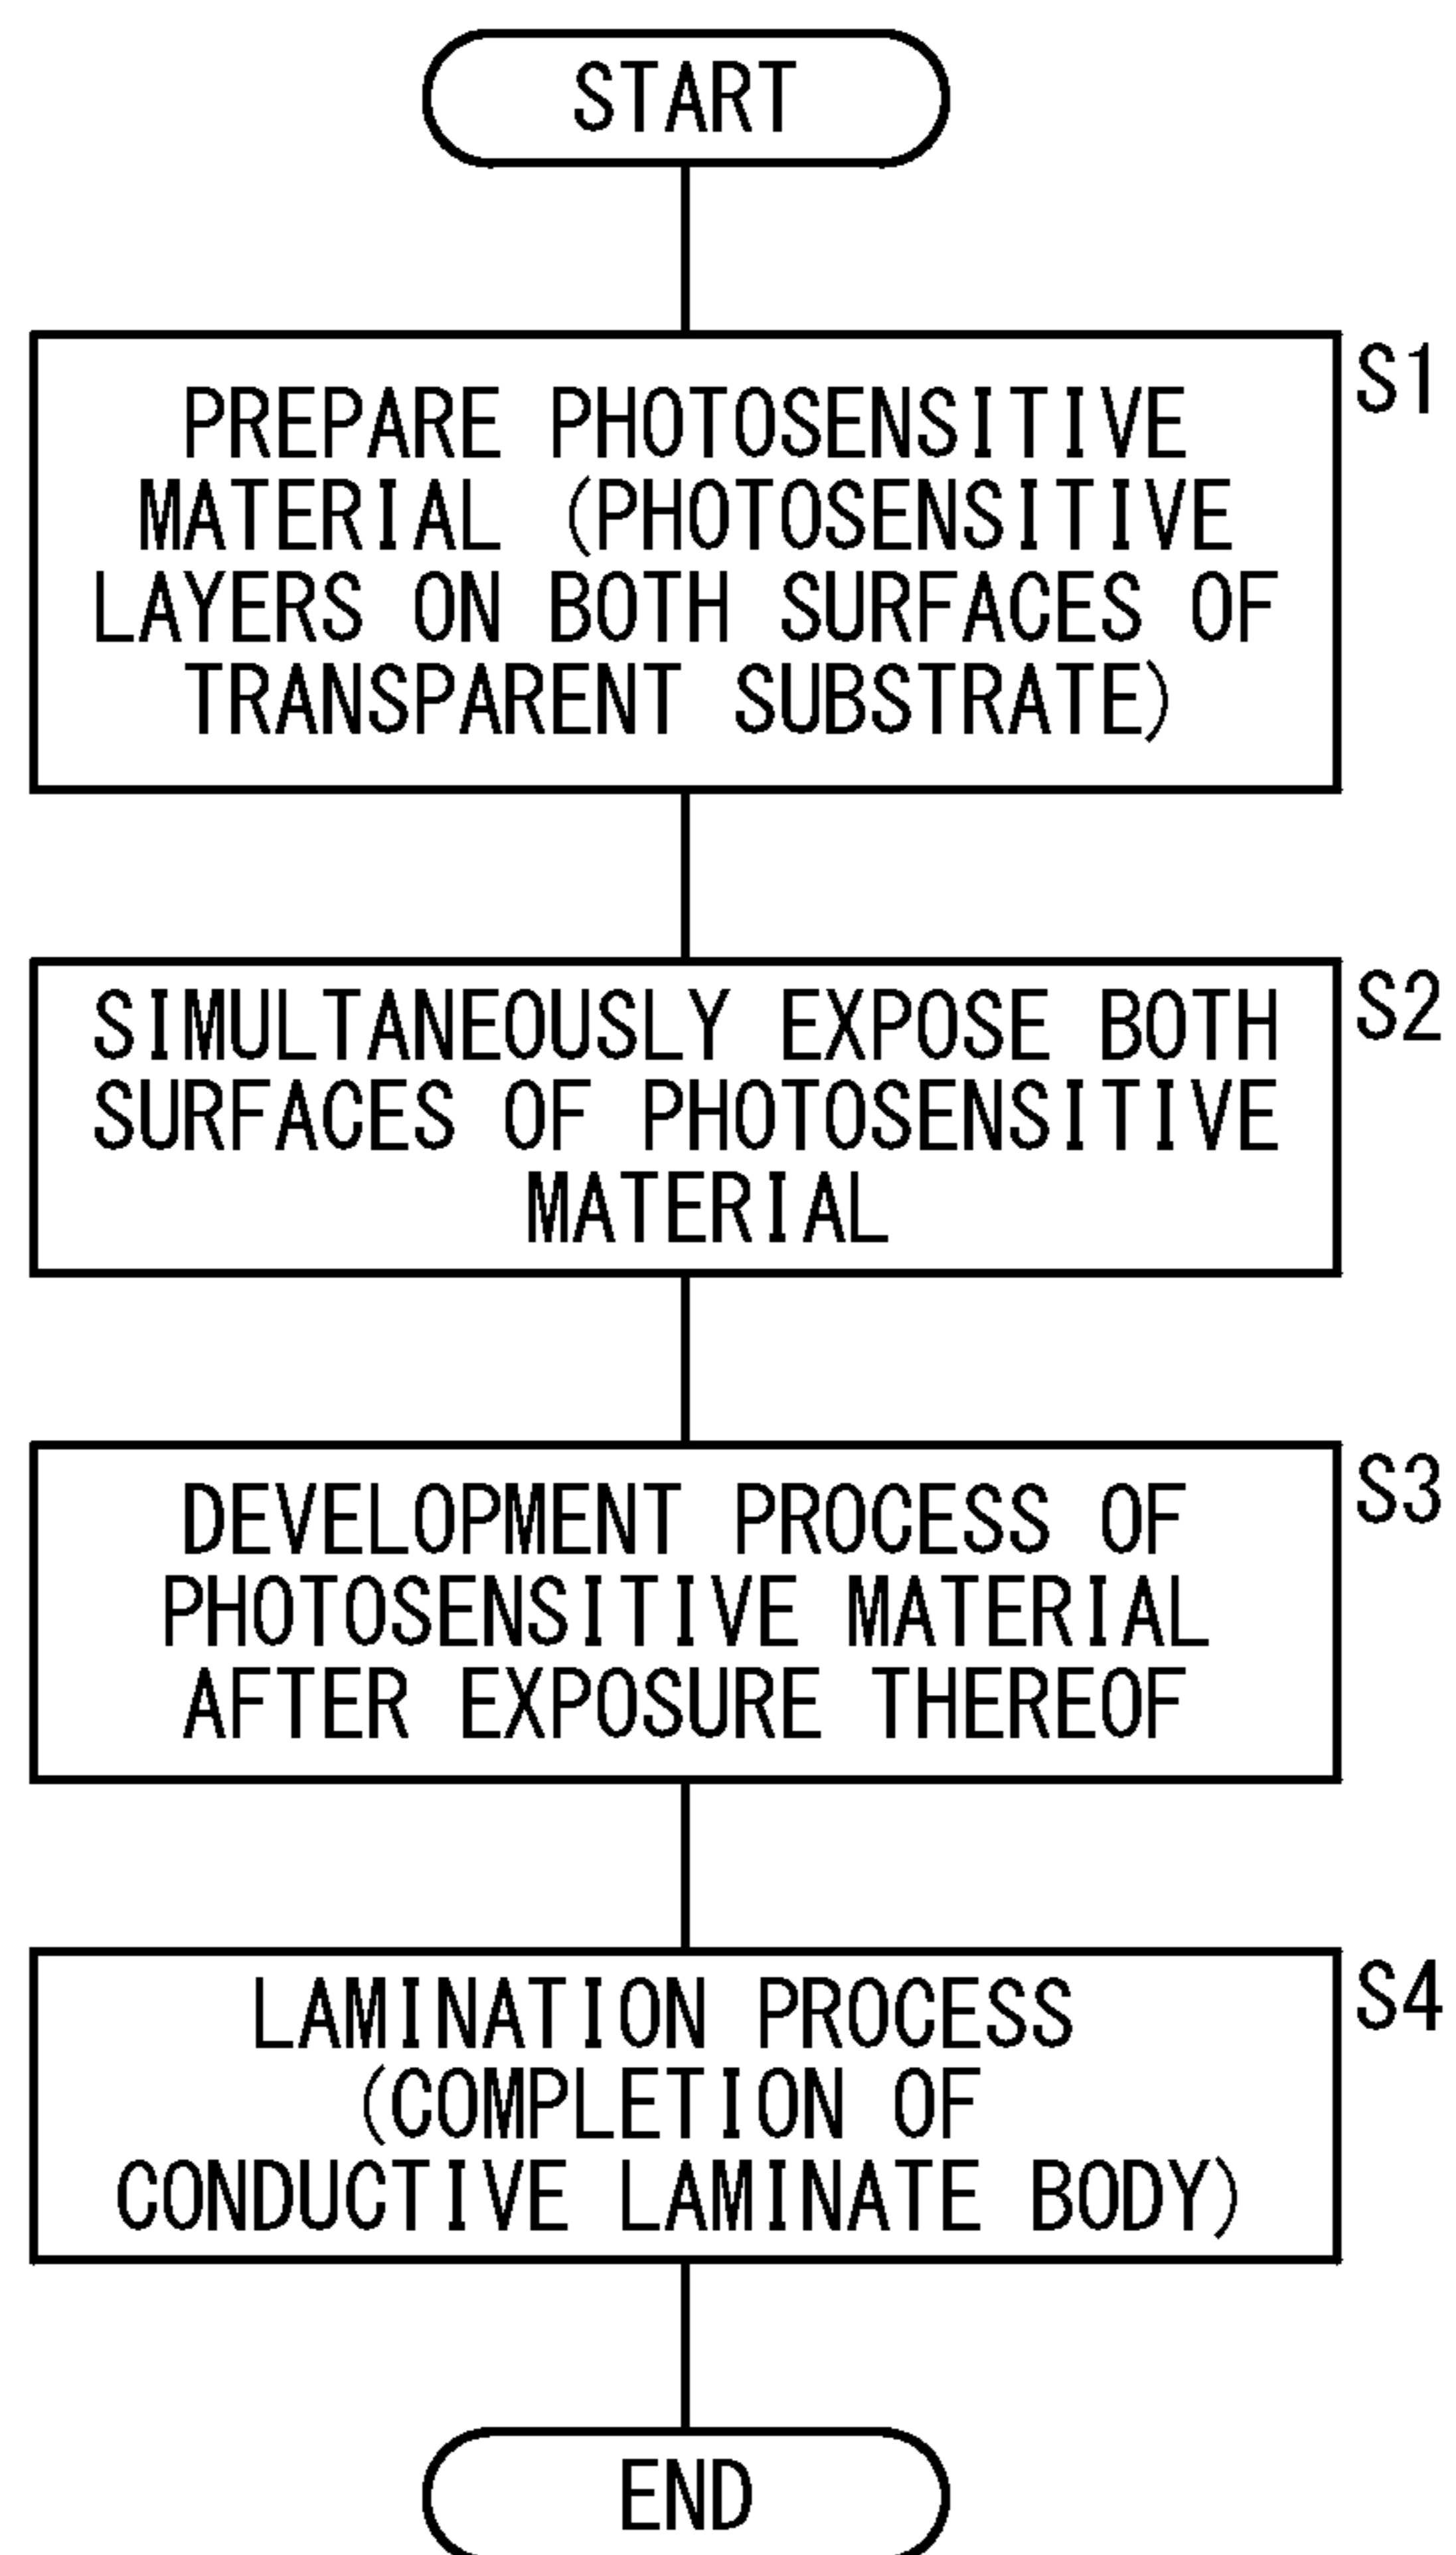 START
S1
PREPARE PHOTOSENSITIVE
MATERIAL (PHOTOSENSITIVE
LAYERS ON BOTH SURFACES OF
TRANSPARENT SUBSTRATE)
S2
SIMULTANEOUSLY EXPOSE BOTH
SURFACES OF PHOTOSENSITIVE
MATERIAL
S3
DEVELOPMENT PROCESS OF
PHOTOSENSITIVE MATERIAL
AFTER EXPOSURE THEREOF
S4
LAMINATION PROCESS
(COMPLETION OF
CONDUCTIVE LAMINATE BODY)
END